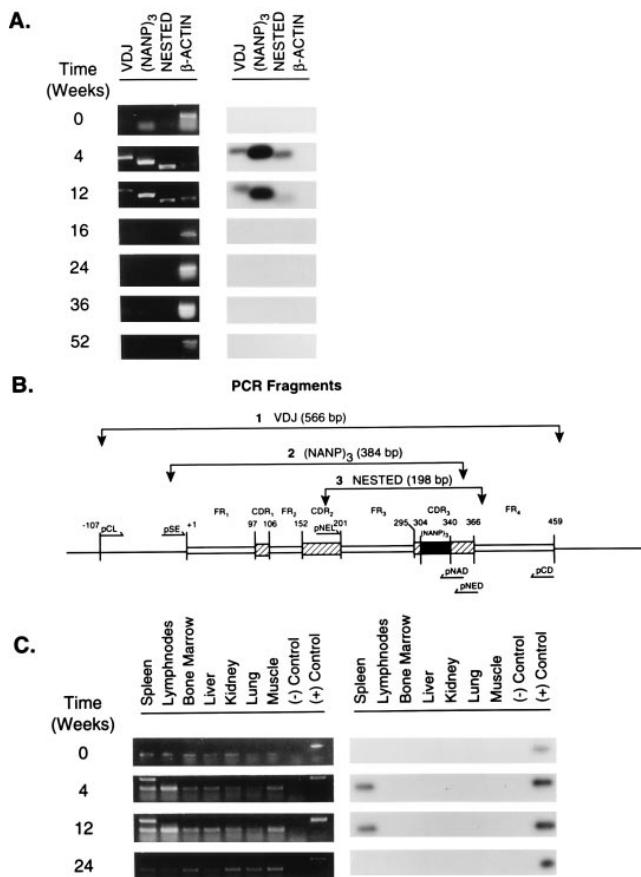 A.
VDJ
(NANP)3
NESTED
β-ACTIN
VDJ
(NANP)3
NESTED
β-ACTIN
Time
(Weeks)
0
4
12
16
24
36
52
B.
PCR Fragments
1 VDJ (566 bp)
2 (NANP)3 (384 bp)
3 NESTED (198 bp)
FR1 CDR1 FR2 CDR2 FR3 CDR3 FR4
-107 pCL pSE +1 97 106 152 pNEL 201 295 304 (NANP)3 340 366 459
pNAD pCD
pNED
C.
Spleen
Lymphnodes
Bone Marrow
Liver
Kidney
Lung
Muscle
(-) Control
(+) Control
Spleen
Lymphnodes
Bone Marrow
Liver
Kidney
Lung
Muscle
(-) Control
(+) Control
Time
(Weeks)
0
4
12
24